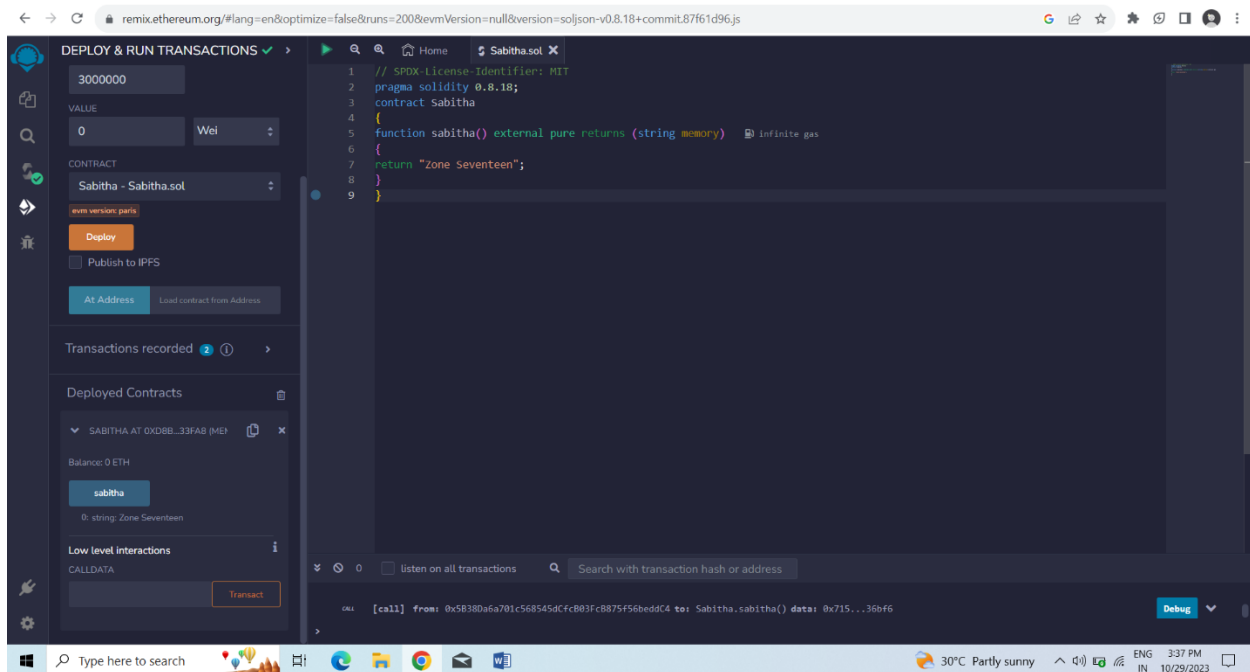 remix.ethereum.org/#lang=en&optimize=false&runs=200&evmVersion=null&version=soljson-v0.8.18+commit.87f61d96.js
DEPLOY & RUN TRANSACTIONS
3000000
VALUE
0 Wei
CONTRACT
Sabitha - Sabitha.sol
evm version: paris
Deploy
Publish to IPFS
At Address Load contract from Address
Transactions recorded 2 i
Deployed Contracts
SABITHA AT 0XDBB...33FAB (MEM
Balance: 0 ETH
sabitha
0: string: Zone Seventeen
Low level interactions i
CALLDATA
Transact
Home Sabitha.sol
1 // SPDX-License-Identifier: MIT
2 pragma solidity 0.8.18;
3 contract Sabitha
4 {
5 function sabitha() external pure returns (string memory) infinite gas
6 {
7 return "Zone Seventeen";
8 }
9 }
0 listen on all transactions Search with transaction hash or address
CALL [call] from: 0x5B38Da6a701c568545dCfcB03FcB875f56beddC4 to: Sabitha.sabitha() data: 0x715...36bf6 Debug
>
Type here to search
30°C Partly sunny
ENG
IN
3:37 PM
10/29/2023